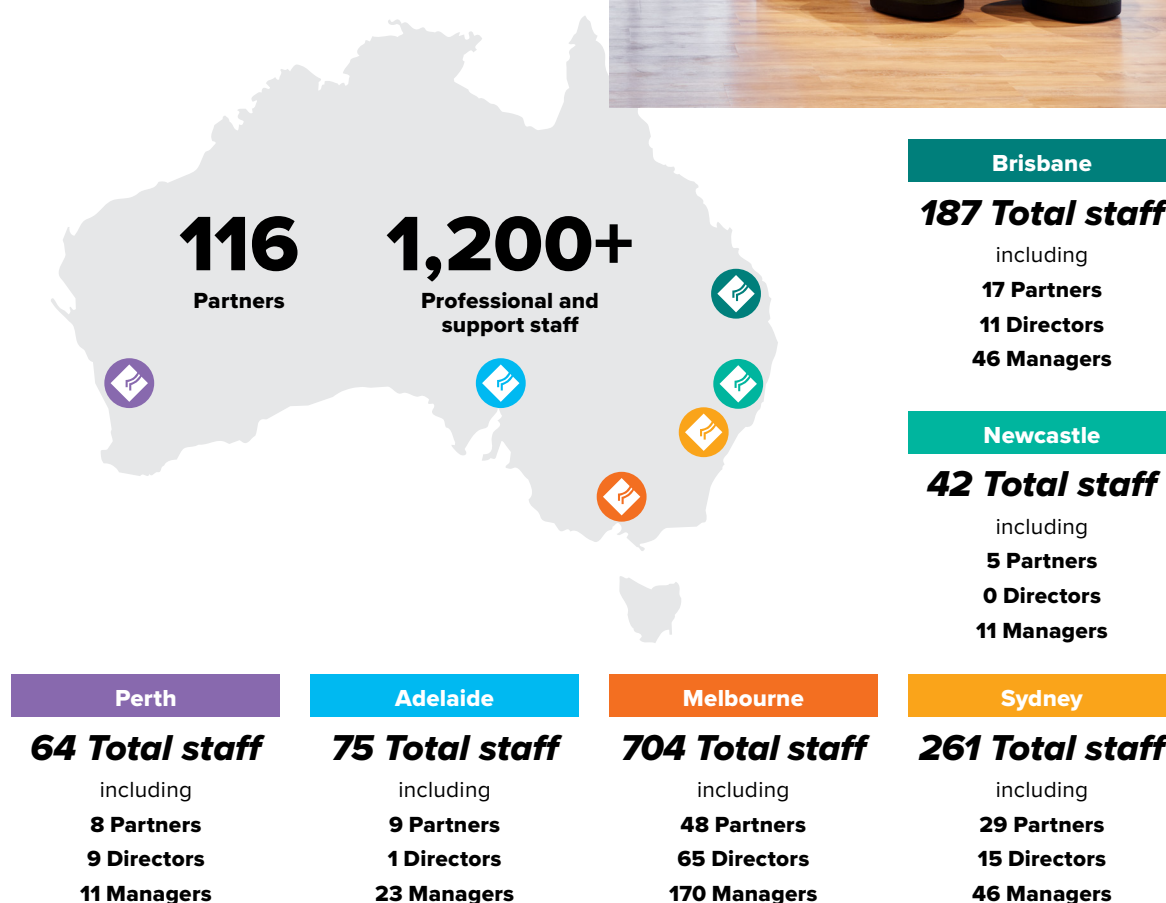 116
Partners
1,200+
Professional and
support staff
Brisbane
187 Total staff
including
17 Partners
11 Directors
46 Managers
Newcastle
42 Total staff
including
5 Partners
0 Directors
11 Managers
Perth
64 Total staff
including
8 Partners
9 Directors
11 Managers
Adelaide
75 Total staff
including
9 Partners
1 Directors
23 Managers
Melbourne
704 Total staff
including
48 Partners
65 Directors
170 Managers
Sydney
261 Total staff
including
29 Partners
15 Directors
46 Managers